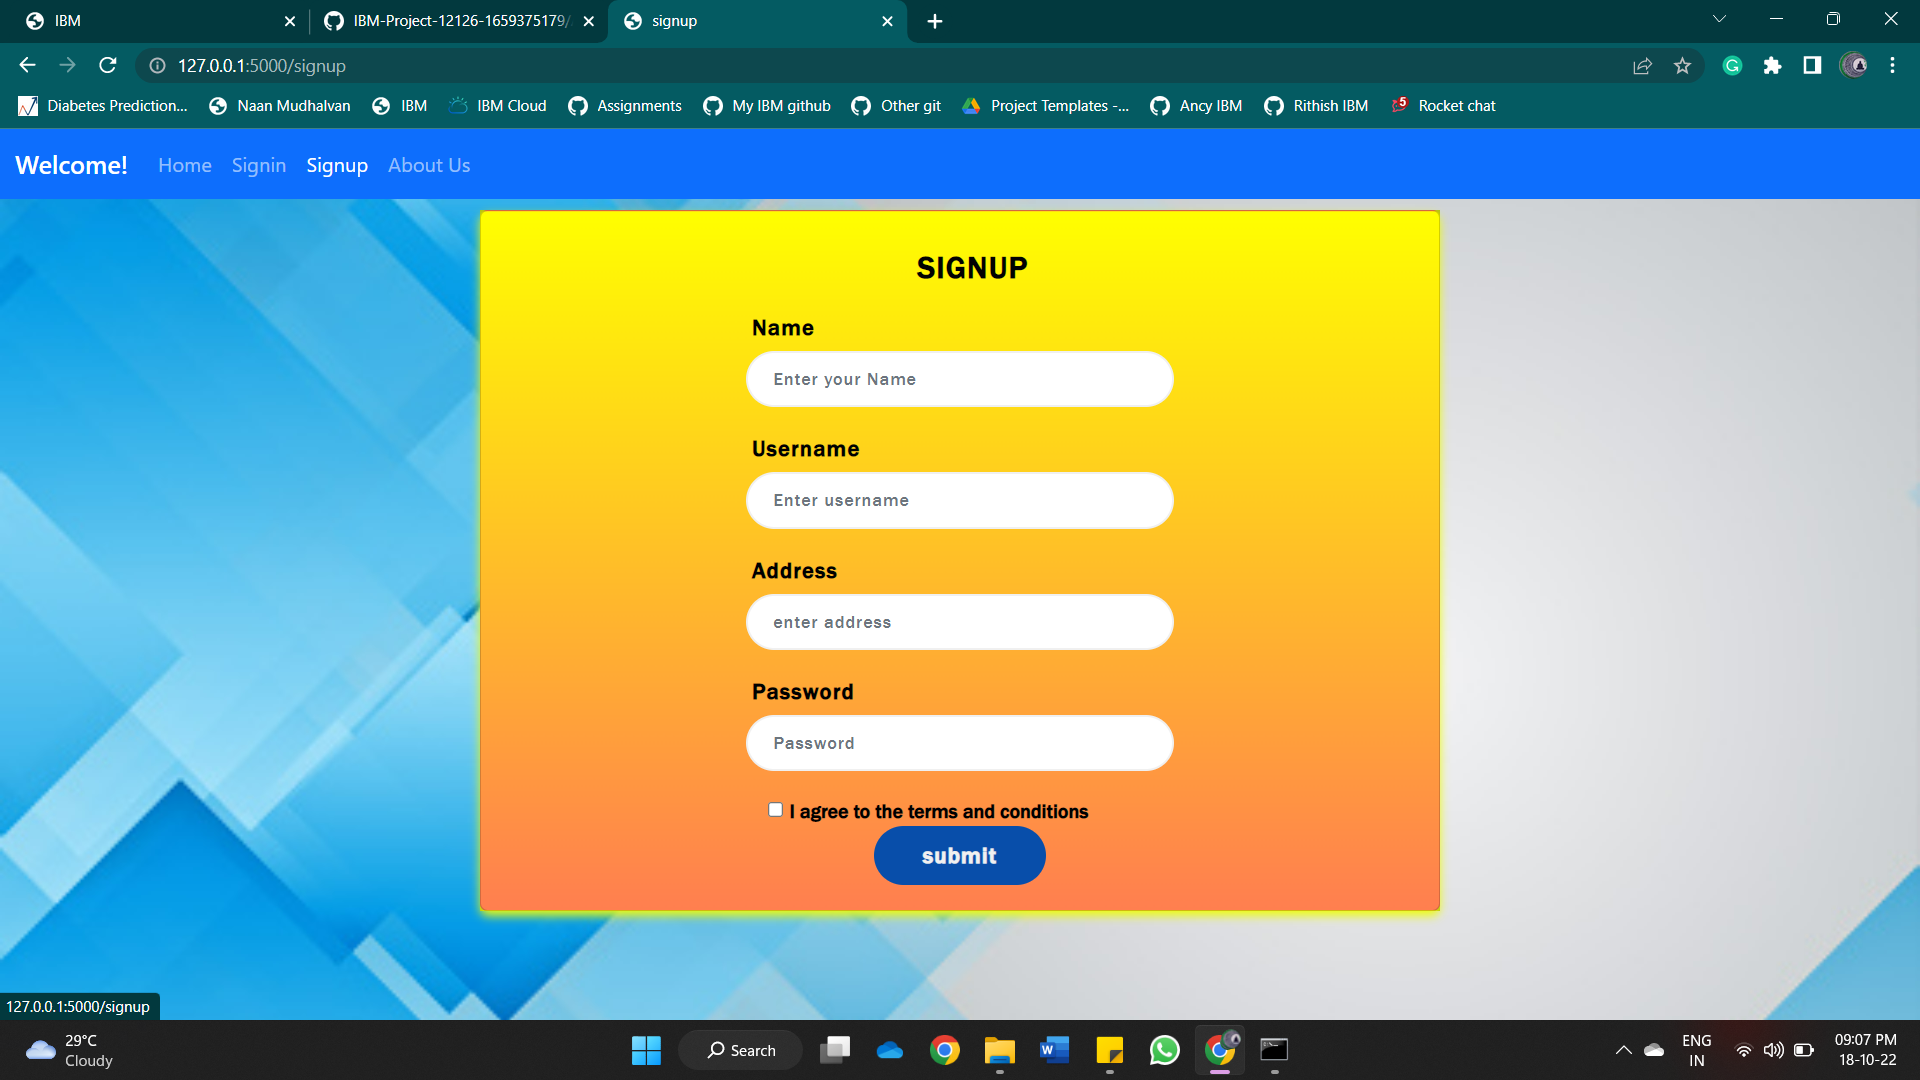 IBM
IBM-Project-12126-1659375179/
signup
127.0.0.1:5000/signup
Diabetes Prediction...
Naan Mudhalvan
IBM
IBM Cloud
Assignments
My IBM github
Other git
Project Templates -...
Ancy IBM
Rithish IBM
5
Rocket chat
Welcome!
Home
Signin
Signup
About Us
SIGNUP
Name
Enter your Name
Username
Enter username
Address
enter address
Password
Password
I agree to the terms and conditions
submit
127.0.0.1:5000/signup
29°C
Cloudy
Search
ENG
IN
09:07 PM
18-10-22